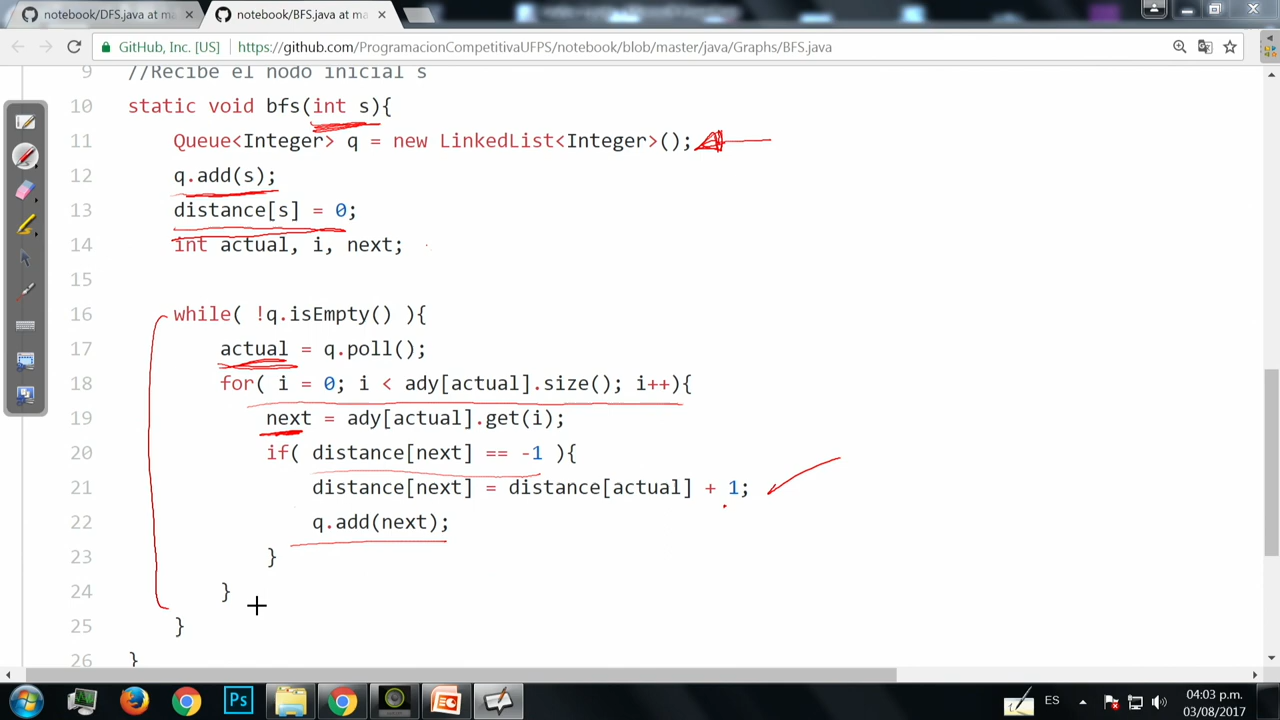 notebook/DFS.java at ma
notebook/BFS.java at ma
GitHub, Inc. [US]
https://github.com/ProgramacionCompetitivaUFPS/notebook/blob/master/java/Graphs/BFS.java
9 //Recibe el nodo inicial s
10 static void bfs(int s){
11 Queue<Integer> q = new LinkedList<Integer>();
12 q.add(s);
13 distance[s] = 0;
14 int actual, i, next;
15
16 while( !q.isEmpty() ){
17 actual = q.poll();
18 for( i = 0; i < ady[actual].size(); i++){
19 next = ady[actual].get(i);
20 if( distance[next] == -1 ){
21 distance[next] = distance[actual] + 1;
22 q.add(next);
23 }
24 }
25 }
26 }
Ps
ES
04:03 p.m.
03/08/2017